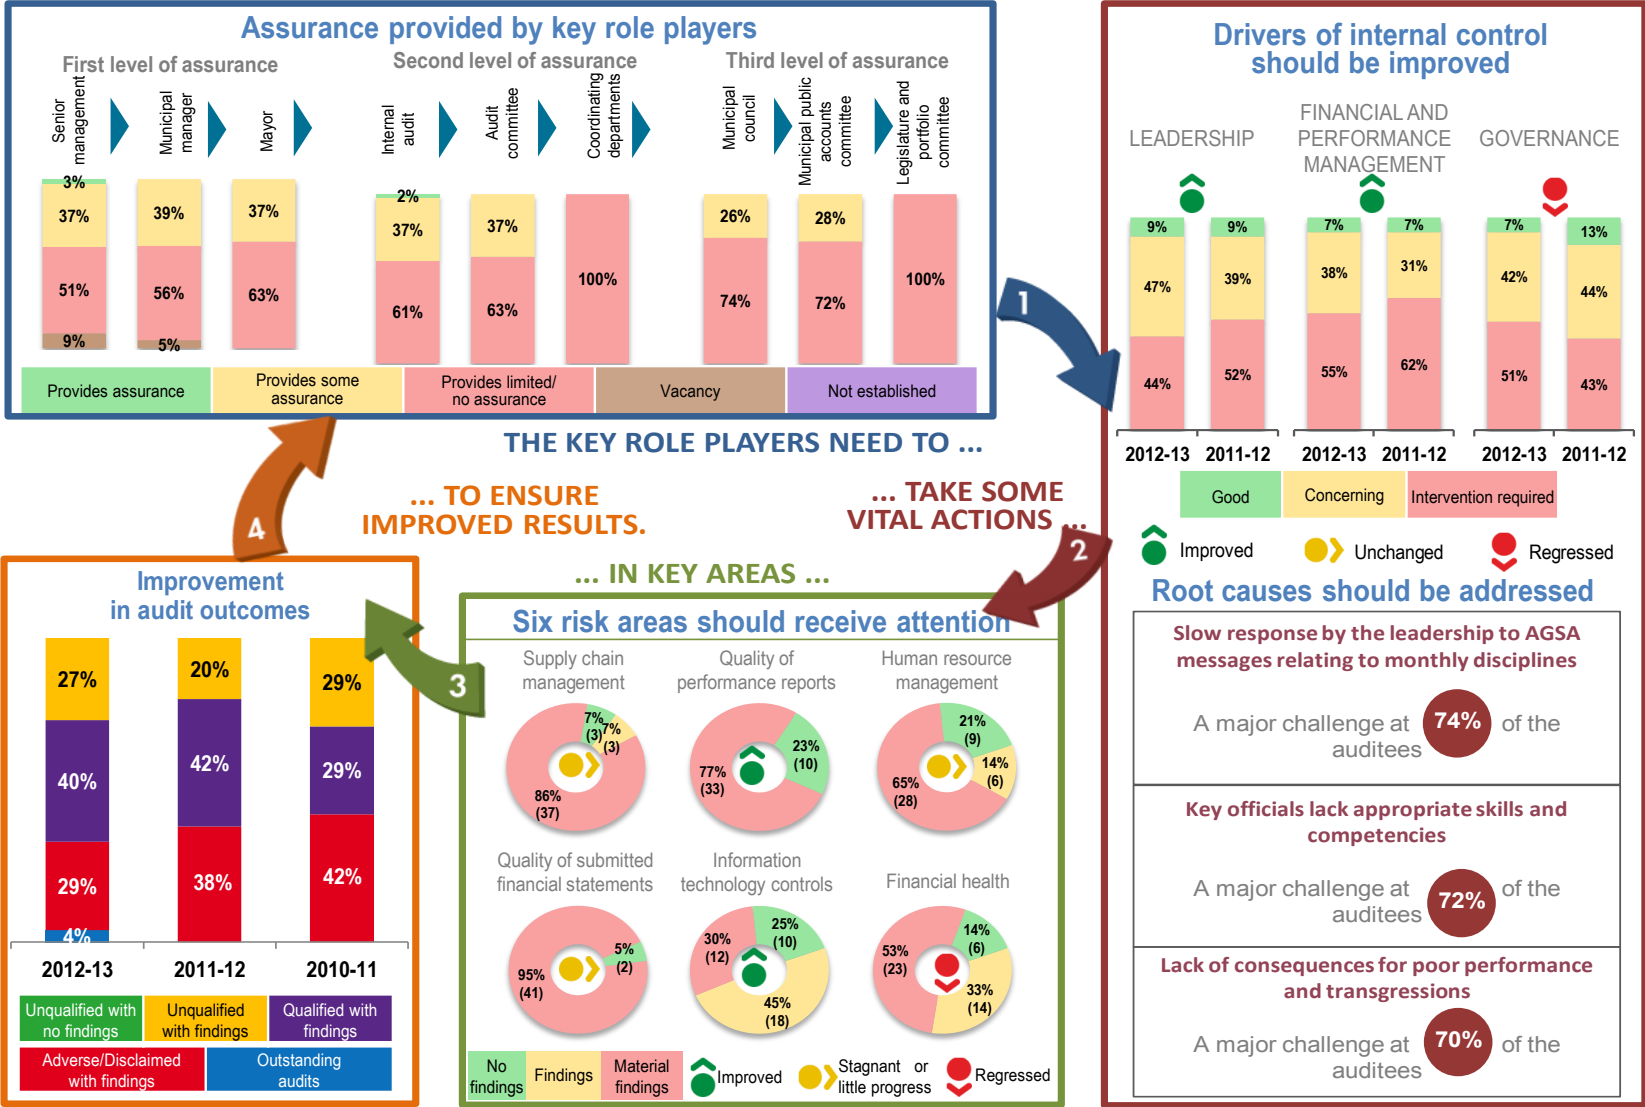 Assurance provided by key role players
First level of assurance
Second level of assurance
Third level of assurance
Senior
management
Municipal
manager
Mayor
Internal
audit
Audit
committee
Coordinating
departments
Municipal
council
Municipal public
accounts
committee
Legislature and
portfolio
committee
3%
37%
51%
9%
39%
56%
5%
37%
63%
2%
37%
61%
37%
63%
100%
26%
74%
28%
72%
100%
Provides assurance
Provides some
assurance
Provides limited/
no assurance
Vacancy
Not established
1
THE KEY ROLE PLAYERS NEED TO ...
Drivers of internal control
should be improved
LEADERSHIP
FINANCIAL AND
PERFORMANCE
MANAGEMENT
GOVERNANCE
9%
47%
44%
9%
39%
52%
7%
38%
55%
7%
31%
62%
7%
42%
51%
13%
44%
43%
2012-13
2011-12
2012-13
2011-12
2012-13
2011-12
Good
Concerning
Intervention required
Improved
Unchanged
Regressed
Root causes should be addressed
Slow response by the leadership to AGSA
messages relating to monthly disciplines
A major challenge at 74% of the
auditees
Key officials lack appropriate skills and
competencies
A major challenge at 72% of the
auditees
Lack of consequences for poor performance
and transgressions
A major challenge at 70% of the
auditees
... TAKE SOME
VITAL ACTIONS ...
2
... IN KEY AREAS ...
Six risk areas should receive attention
Supply chain
management
7%
(3)
7%
(3)
86%
(37)
Quality of
performance reports
23%
(10)
77%
(33)
Human resource
management
21%
(9)
14%
(6)
65%
(28)
Quality of submitted
financial statements
5%
(2)
95%
(41)
Information
technology controls
25%
(10)
30%
(12)
45%
(18)
Financial health
14%
(6)
53%
(23)
33%
(14)
No
findings
Findings
Material
findings
Improved
Stagnant or
little progress
Regressed
3
... TO ENSURE
IMPROVED RESULTS.
4
Improvement
in audit outcomes
27%
40%
29%
4%
20%
42%
38%
29%
29%
42%
2012-13
2011-12
2010-11
Unqualified with
no findings
Unqualified
with findings
Qualified with
findings
Adverse/Disclaimed
with findings
Outstanding
audits